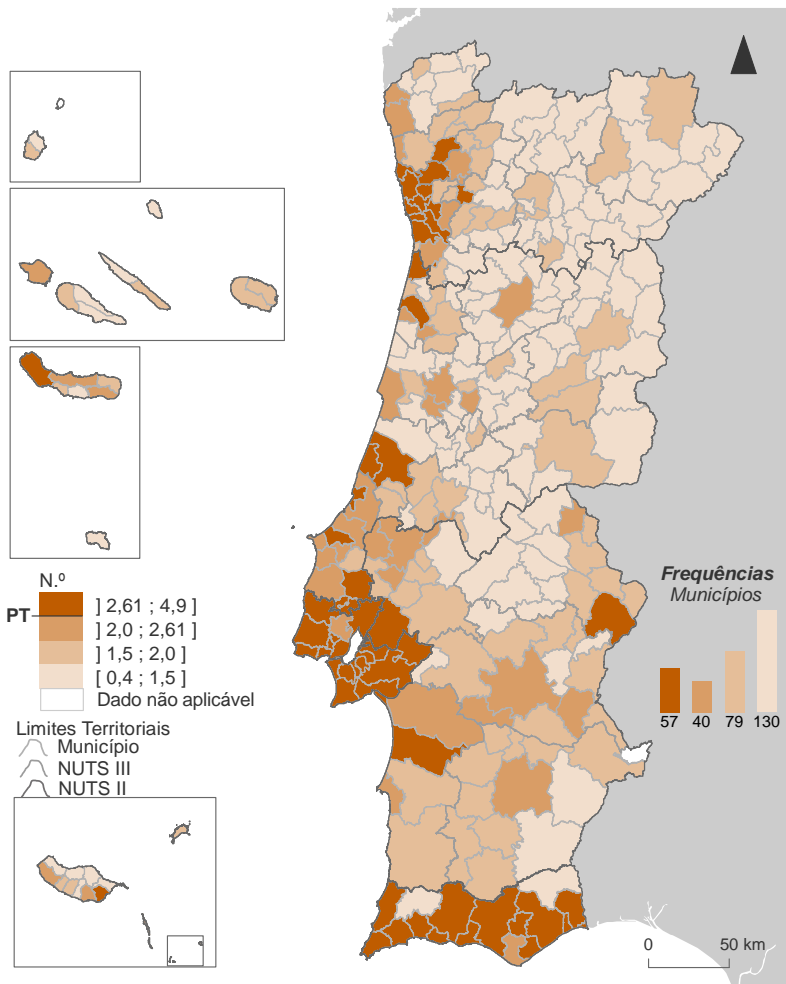 N.º
PT
] 2,61 ; 4,9 ]
] 2,0 ; 2,61 ]
] 1,5 ; 2,0 ]
[ 0,4 ; 1,5 ]
Dado não aplicável
Limites Territoriais
Município
NUTS III
NUTS II
Frequências
Municípios
57 40 79 130
0 50 km